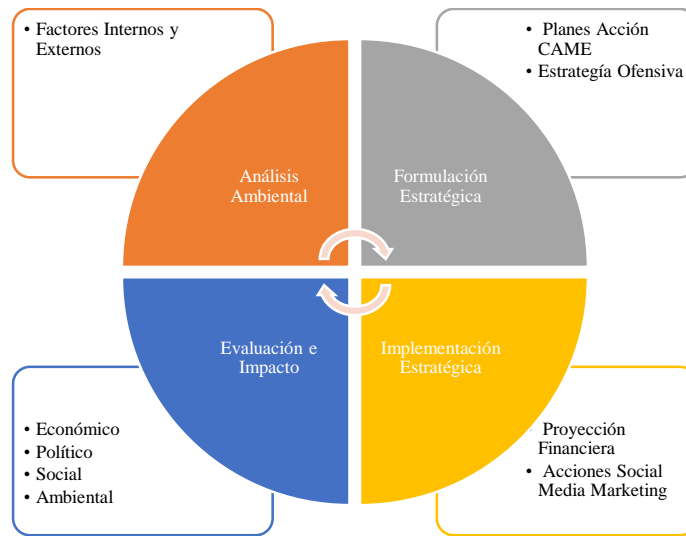 • Factores Internos y
Externos
• Planes Acción
CAME
• Estrategía Ofensiva
Análisis
Ambiental
Formulación
Estratégica
Evaluación e
Impacto
Implementación
Estratégica
• Económico
• Político
• Social
• Ambiental
• Proyección
Financiera
• Acciones Social
Media Marketing